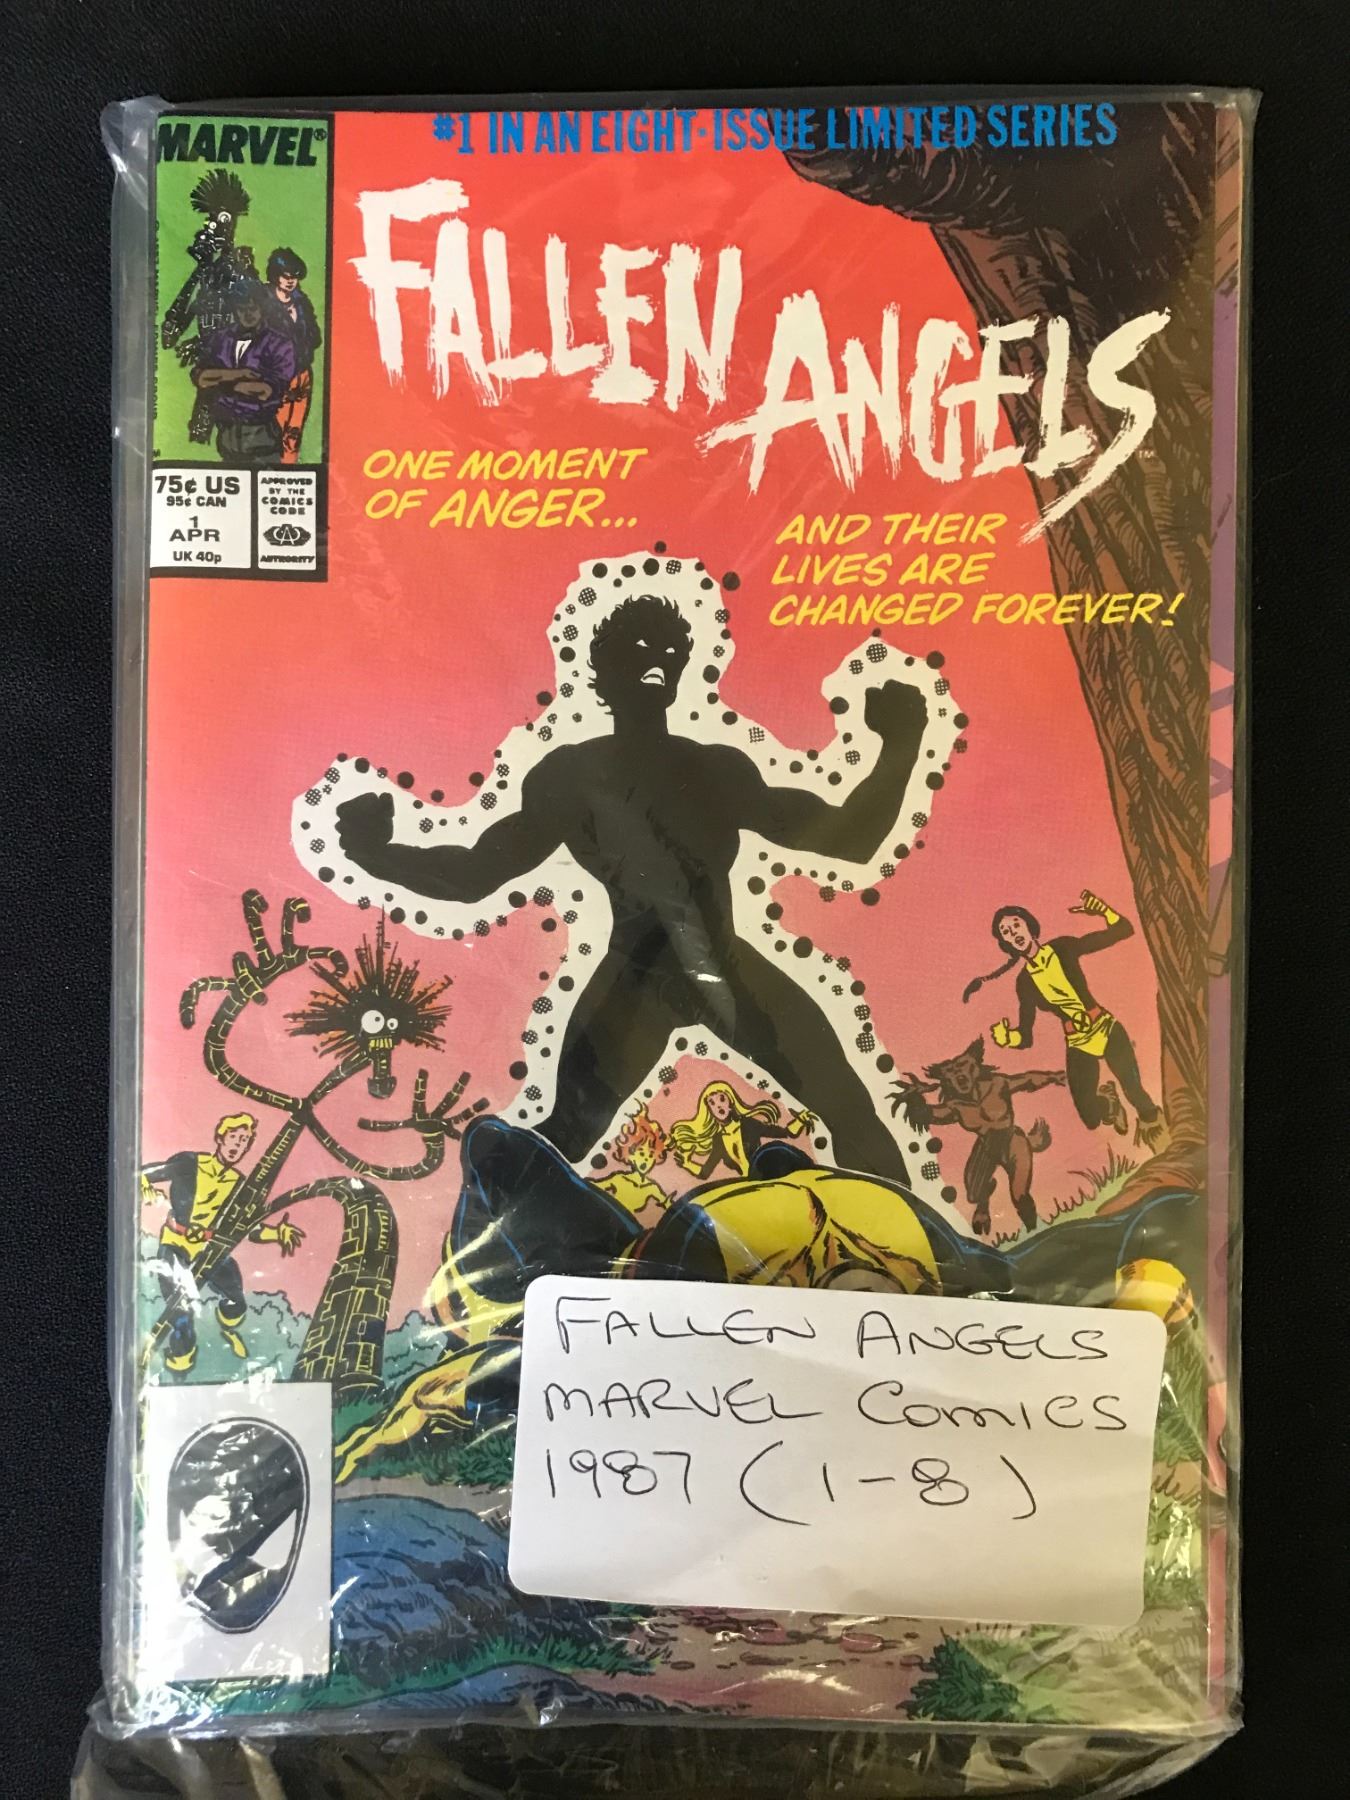 #1 IN AN EIGHT-ISSUE LIMITED SERIES
MARVEL®
FALLEN
ANGELS™
ONE MOMENT
OF ANGER...
75¢ US
95¢ CAN
1
APR
UK 40p
APPROVED
BY THE
COMICS
CODE
CA
AUTHORITY
AND THEIR
LIVES ARE
CHANGED FOREVER!
FALLEN ANGELS
MARVEL COMICS
1987 (1-8)